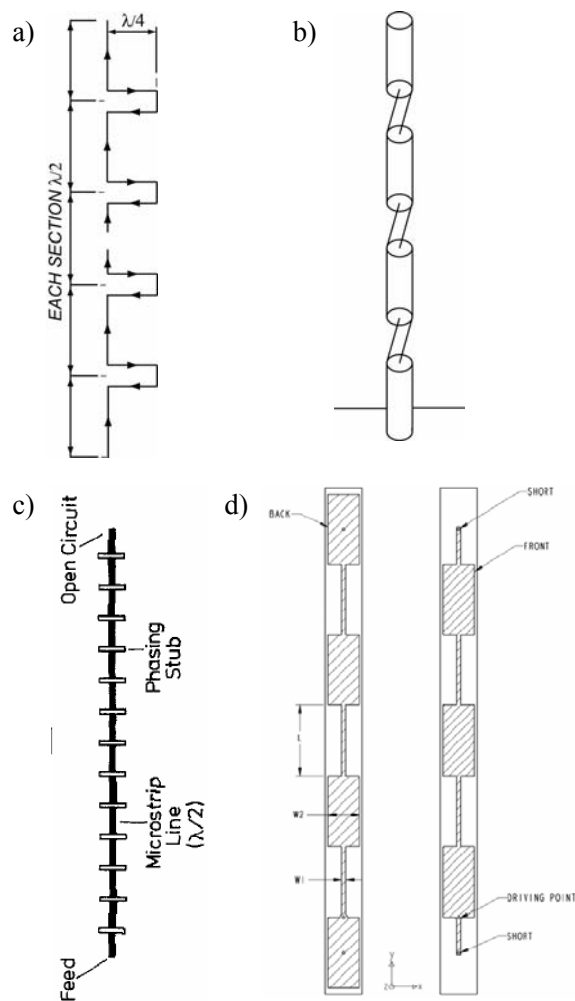 a)
λ/4
EACH SECTION λ/2
b)
c)
Open Circuit
Phasing
Stub
Microstrip
Line
(λ/2)
Feed
d)
BACK
L
W2
W1
SHORT
FRONT
DRIVING POINT
SHORT
Y
Z
X